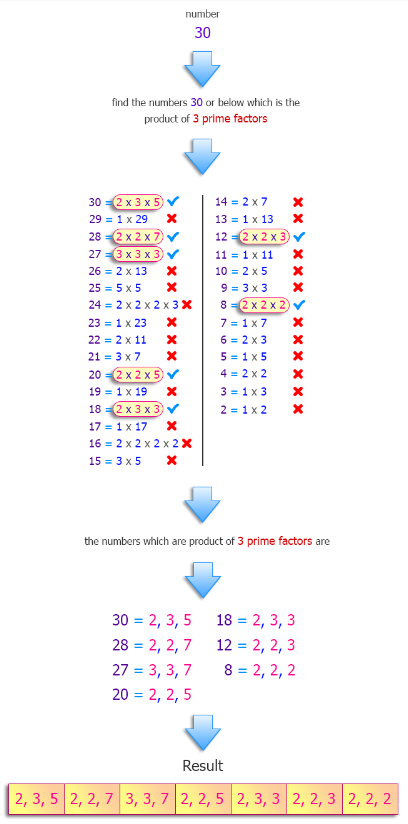 number
30
find the numbers 30 or below which is the
product of 3 prime factors
30 = 2 x 3 x 5
29 = 1 x 29
28 = 2 x 2 x 7
27 = 3 x 3 x 3
26 = 2 x 13
25 = 5 x 5
24 = 2 x 2 x 2 x 3
23 = 1 x 23
22 = 2 x 11
21 = 3 x 7
20 = 2 x 2 x 5
19 = 1 x 19
18 = 2 x 3 x 3
17 = 1 x 17
16 = 2 x 2 x 2 x 2
15 = 3 x 5
14 = 2 x 7
13 = 1 x 13
12 = 2 x 2 x 3
11 = 1 x 11
10 = 2 x 5
9 = 3 x 3
8 = 2 x 2 x 2
7 = 1 x 7
6 = 2 x 3
5 = 1 x 5
4 = 2 x 2
3 = 1 x 3
2 = 1 x 2
the numbers which are product of 3 prime factors are
30 = 2, 3, 5
28 = 2, 2, 7
27 = 3, 3, 7
20 = 2, 2, 5
18 = 2, 3, 3
12 = 2, 2, 3
8 = 2, 2, 2
Result
2, 3, 5 2, 2, 7 3, 3, 7 2, 2, 5 2, 3, 3 2, 2, 3 2, 2, 2